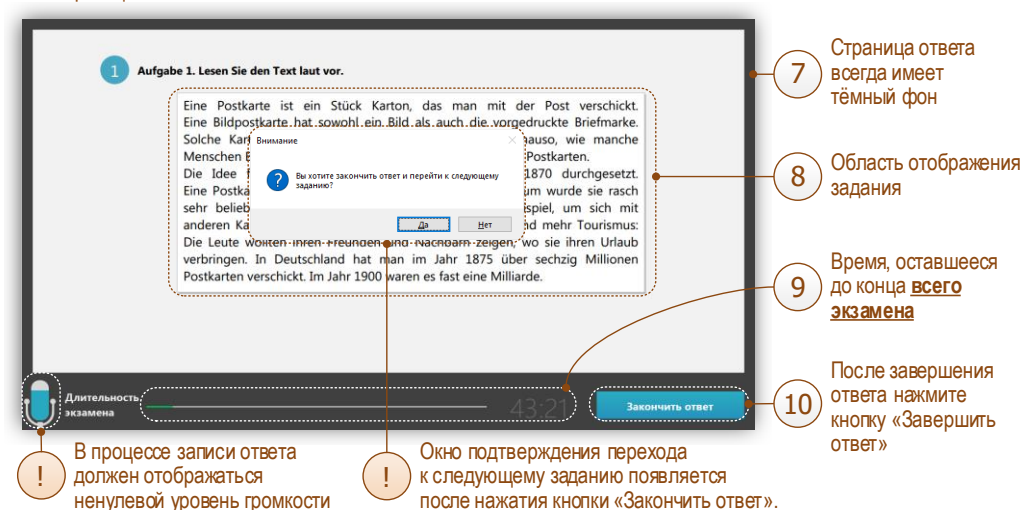 1
Aufgabe 1. Lesen Sie den Text laut vor.
Eine Postkarte ist ein Stück Karton, das man mit der Post verschickt.
Eine Bildpostkarte hat sowohl ein Bild als auch die vorgedruckte Briefmarke.
Solche Kar auso, wie manche
Menschen Postkarten.
Die Idee 1870 durchgesetzt.
Eine Postka um wurde sie rasch
sehr belieb spiel, um sich mit
anderen Ka nd mehr Tourismus:
Die Leute wollten ihren Freunden und Nachbarn zeigen, wo sie ihren Urlaub
verbringen. In Deutschland hat man im Jahr 1875 über sechzig Millionen
Postkarten verschickt. Im Jahr 1900 waren es fast eine Milliarde.
Внимание
Вы хотите закончить ответ и перейти к следующему
заданию?
Да Нет
Длительность
экзамена
43:21
Закончить ответ
7
Страница ответа
всегда имеет
тёмный фон
8
Область отображения
задания
9
Время, оставшееся
до конца всего
экзамена
10
После завершения
ответа нажмите
кнопку «Завершить
ответ»
!
В процессе записи ответа
должен отображаться
ненулевой уровень громкости
!
Окно подтверждения перехода
к следующему заданию появляется
после нажатия кнопки «Закончить ответ».